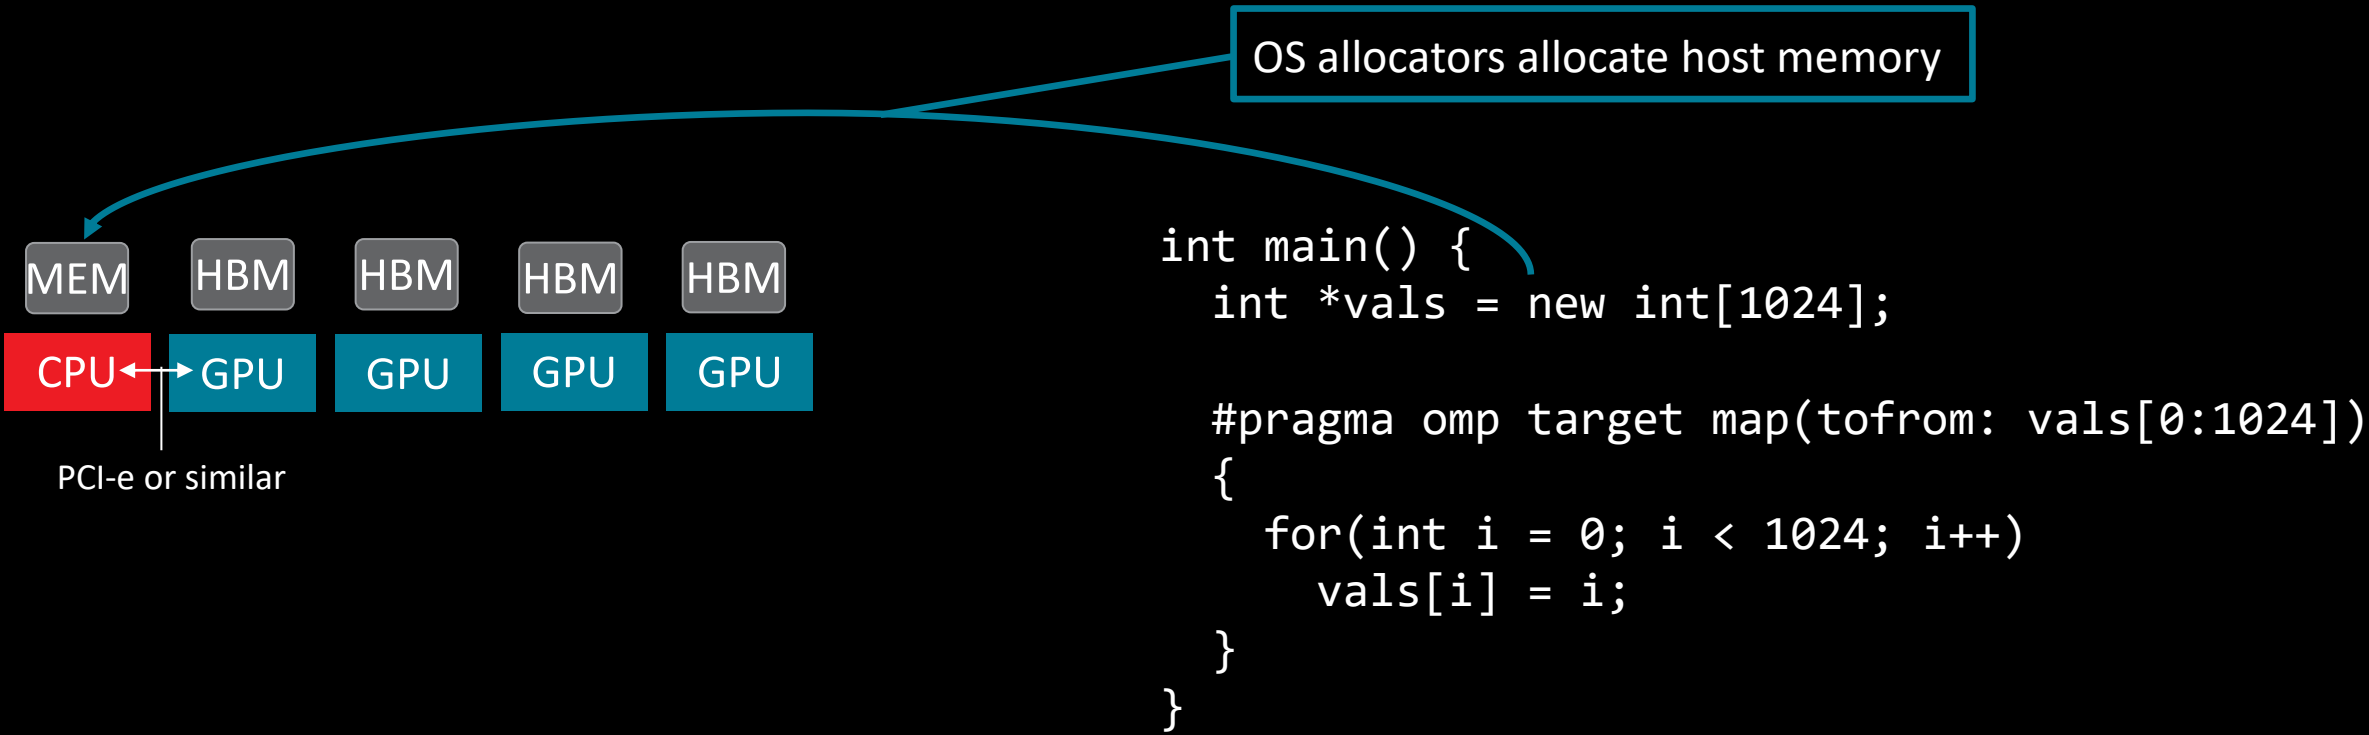 OS allocators allocate host memory
MEM HBM HBM HBM HBM
CPU GPU GPU GPU GPU
PCI-e or similar
int main() {
  int *vals = new int[1024];
  #pragma omp target map(tofrom: vals[0:1024])
  {
    for(int i = 0; i < 1024; i++)
      vals[i] = i;
  }
}